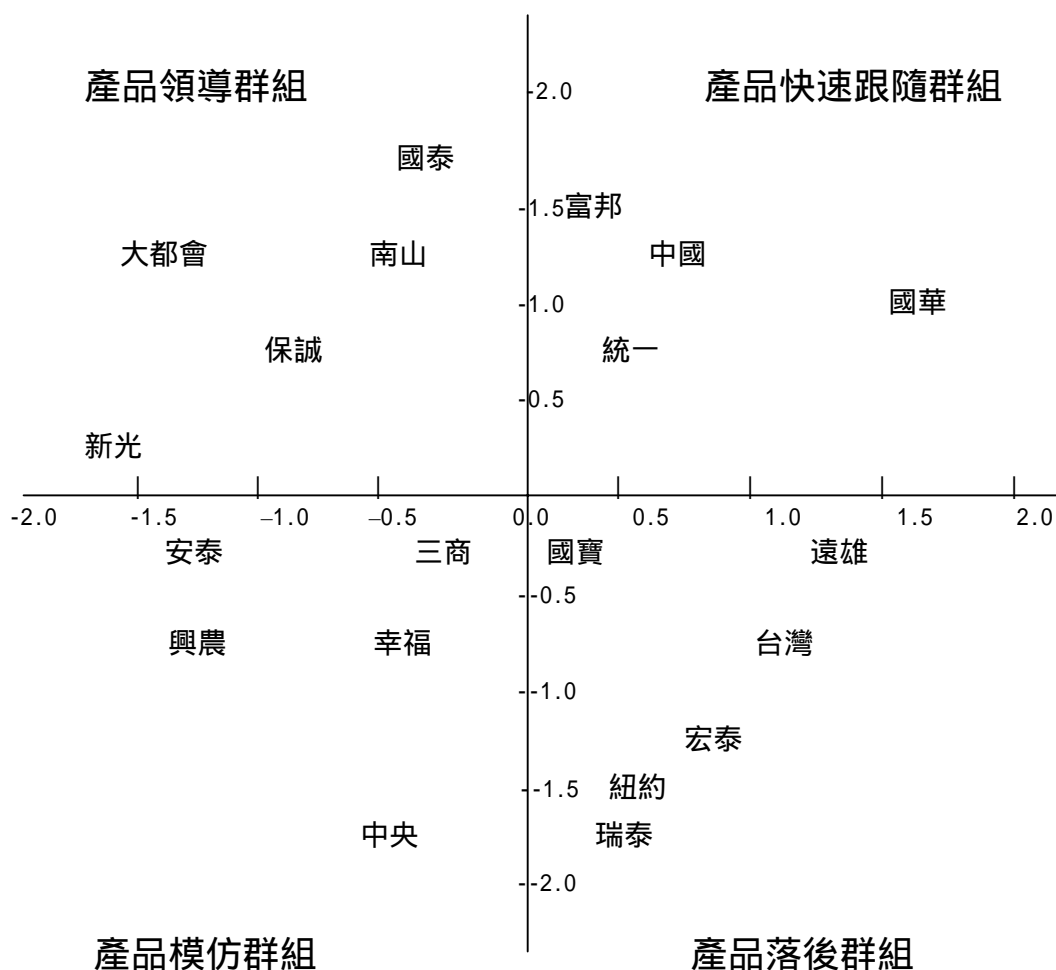 產品領導群組 產品快速跟隨群組
-2.0
國泰
-1.5 富邦
大都會 南山 中國
-1.0 國華
保誠 統一
-0.5
新光
-2.0 -1.5 –1.0 –0.5 0.0 0.5 1.0 1.5 2.0
安泰 三商 國寶 遠雄
--0.5
興農 幸福 台灣
--1.0
宏泰
--1.5 紐約
中央 瑞泰
--2.0
產品模仿群組 產品落後群組